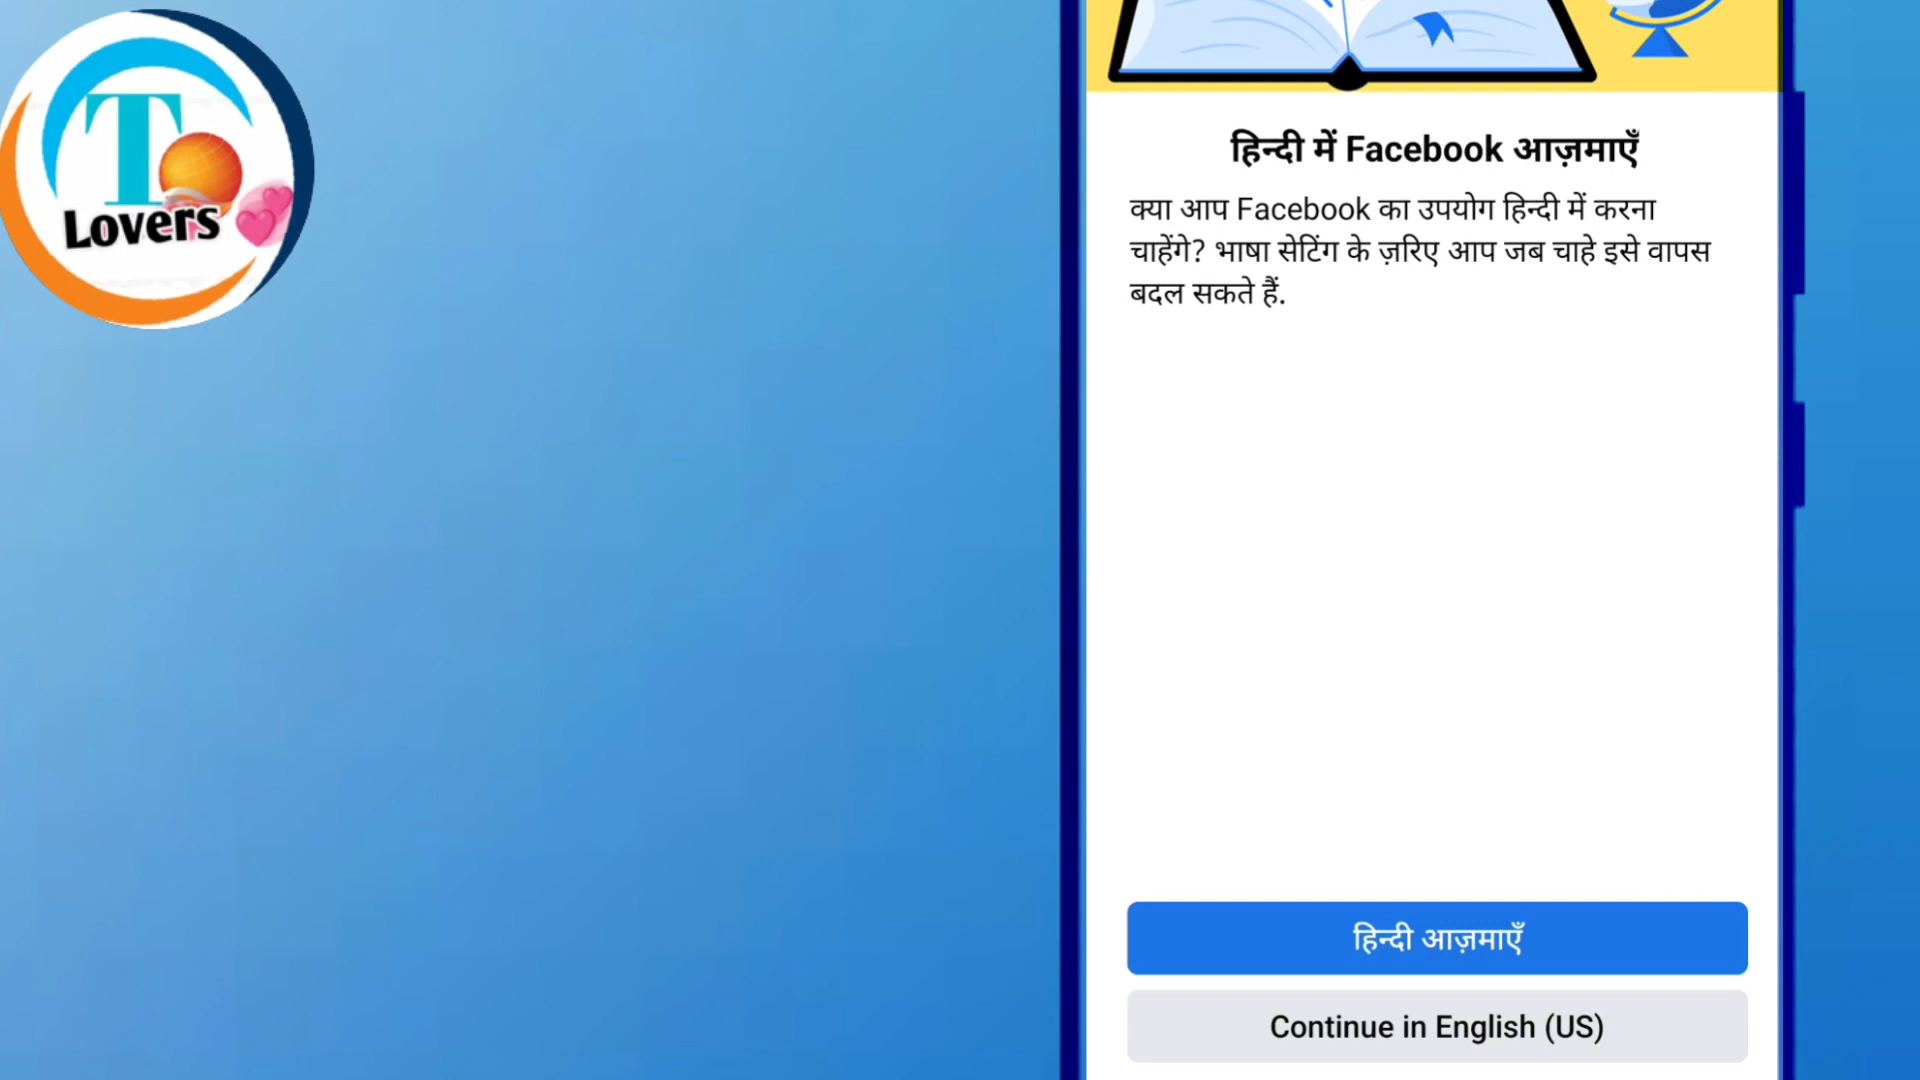 T
Lovers
हिन्दी में Facebook आज़माएँ
क्या आप Facebook का उपयोग हिन्दी में करना
चाहेंगे? भाषा सेटिंग के ज़रिए आप जब चाहे इसे वापस
बदल सकते हैं.
हिन्दी आज़माएँ
Continue in English (US)